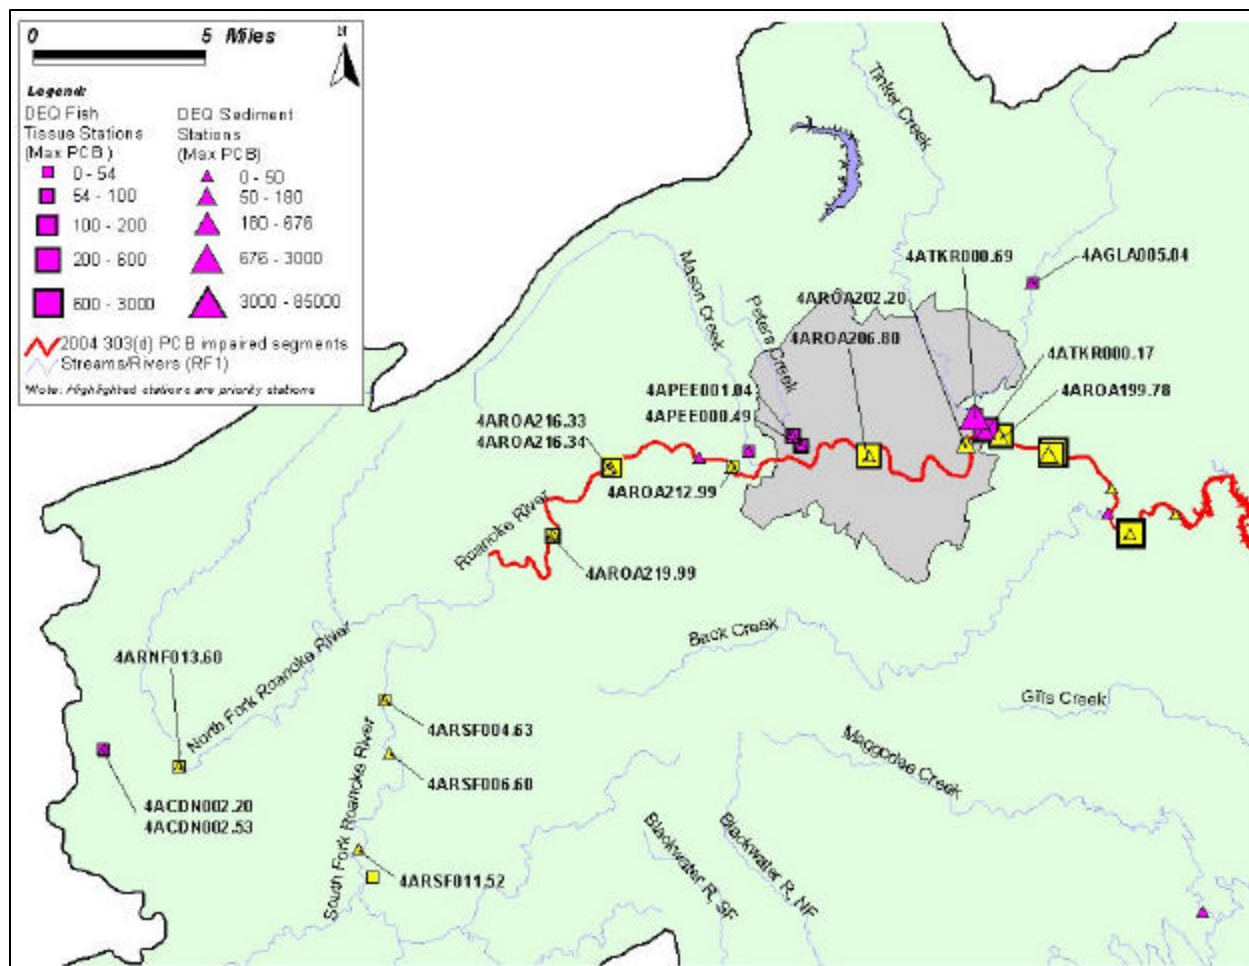 0 5 Miles
N
Legend:
DEQ Fish
Tissue Stations
(Max PCB )
0 - 54
54 - 100
100 - 200
200 - 600
600 - 3000
DEQ Sediment
Stations
(Max PCB)
0 - 50
50 - 180
180 - 676
676 - 3000
3000 - 85000
2004 303(d) PCB impaired segments
Streams/Rivers (RF1)
Note: Highlighted stations are priority stations
Tinker Creek
4ATKR000.69
4AGLA005.04
Mason Creek
Peters Creek
4AROA202.20
4AROA206.80
4ATKR000.17
4AROA199.78
4APEE001.04
4APEE000.49
4AROA216.33
4AROA216.34
4AROA212.99
Roanoke River
4AROA219.99
Back Creek
4ARNF013.60
North Fork Roanoke River
4ARSF004.63
4ARSF006.60
South Fork Roanoke River
4ACDN002.20
4ACDN002.53
4ARSF011.52
Gills Creek
Maggodee Creek
Blackwater R, SF
Blackwater R, NF